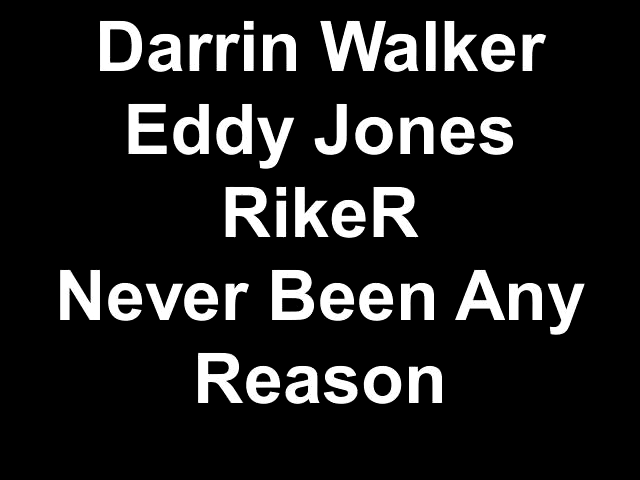 Darrin Walker
Eddy Jones
RikeR
Never Been Any
Reason